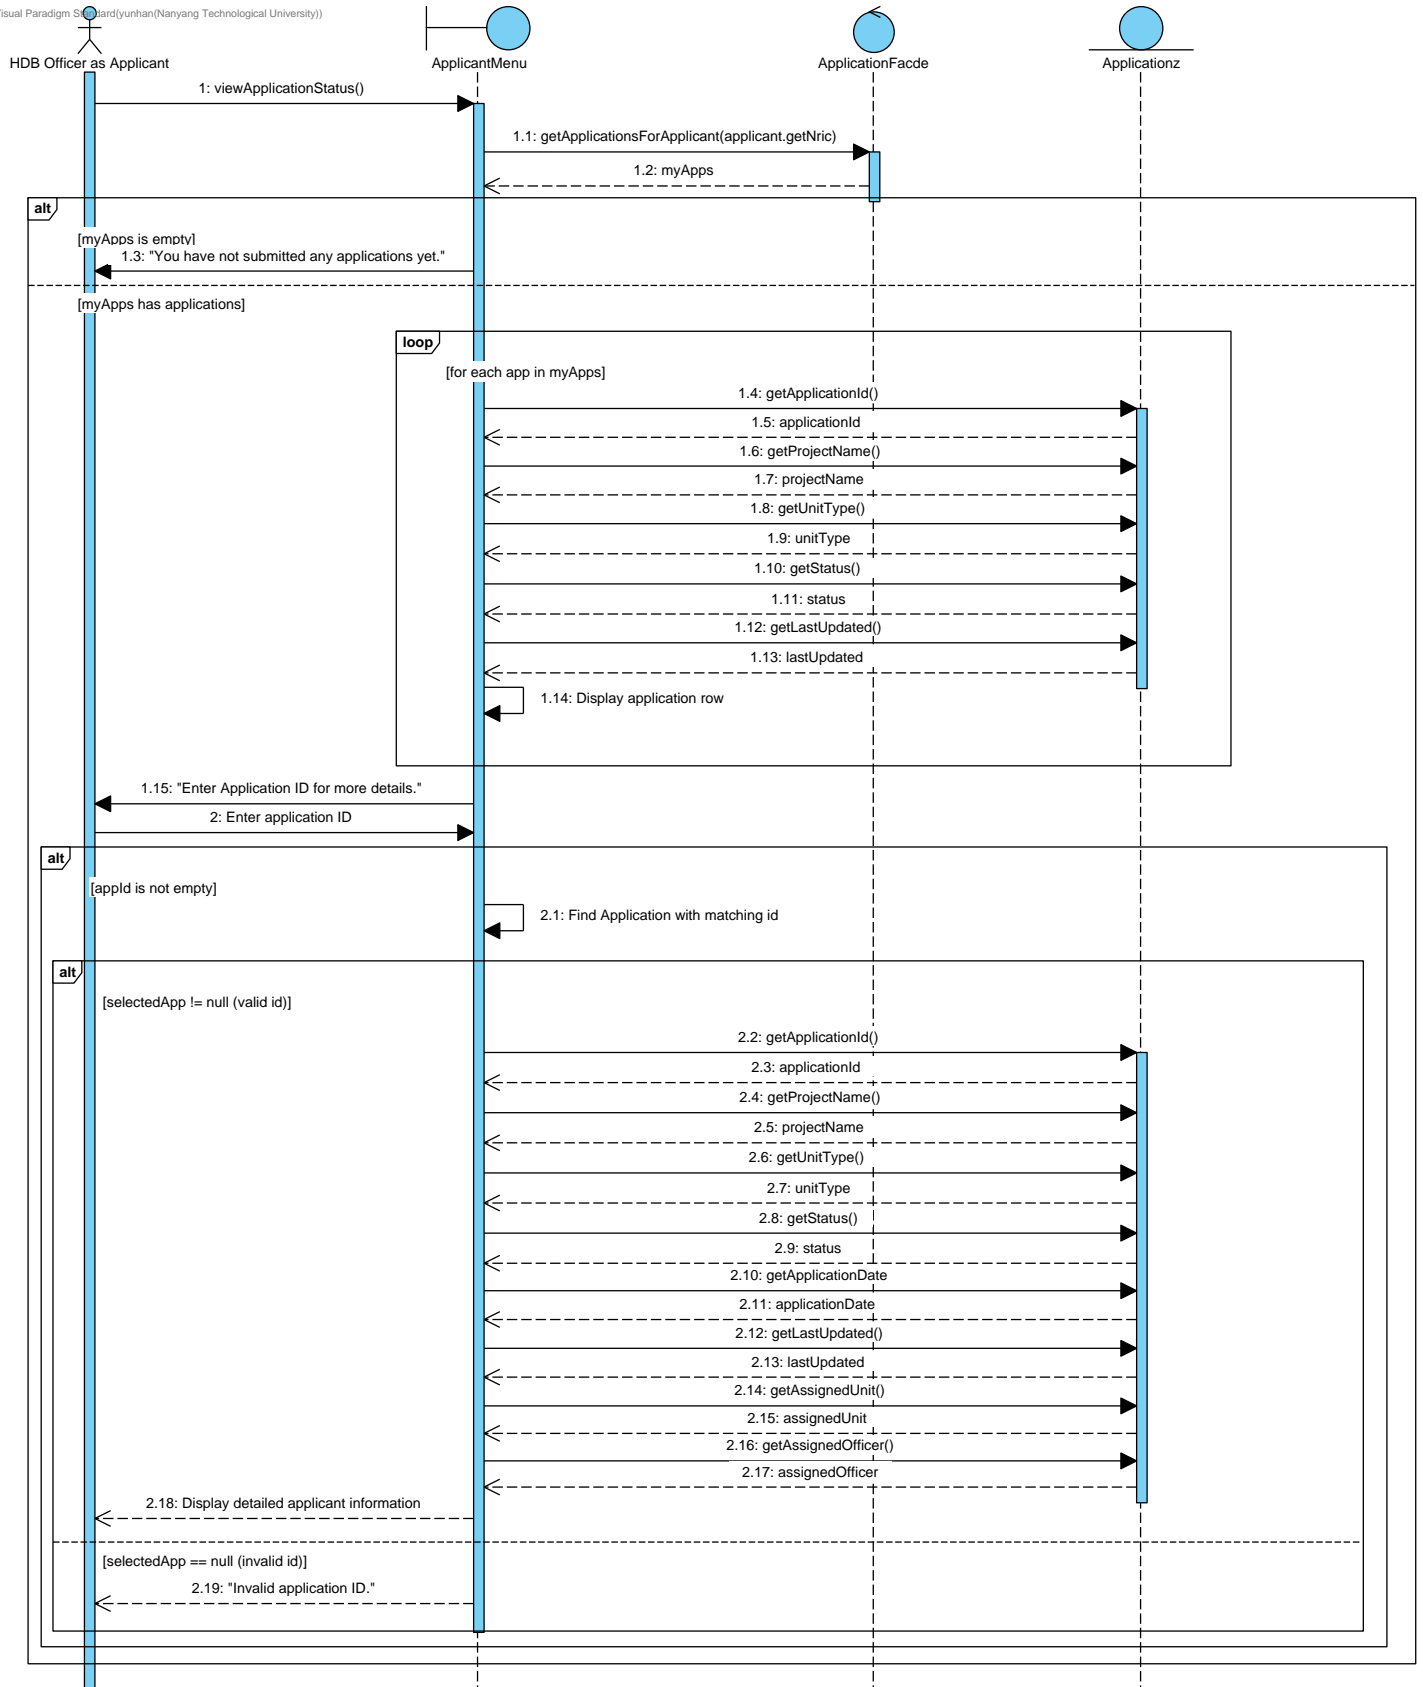 isual Paradigm Standard(yunhan(Nanyang Technological University))
HDB Officer as Applicant
ApplicantMenu
ApplicationFacde
Applicationz
1: viewApplicationStatus()
1.1: getApplicationsForApplicant(applicant.getNric)
1.2: myApps
alt
[myApps is empty]
1.3: "You have not submitted any applications yet."
[myApps has applications]
loop
[for each app in myApps]
1.4: getApplicationId()
1.5: applicationId
1.6: getProjectName()
1.7: projectName
1.8: getUnitType()
1.9: unitType
1.10: getStatus()
1.11: status
1.12: getLastUpdated()
1.13: lastUpdated
1.14: Display application row
1.15: "Enter Application ID for more details."
2: Enter application ID
alt
[appId is not empty]
2.1: Find Application with matching id
alt
[selectedApp != null (valid id)]
2.2: getApplicationId()
2.3: applicationId
2.4: getProjectName()
2.5: projectName
2.6: getUnitType()
2.7: unitType
2.8: getStatus()
2.9: status
2.10: getApplicationDate
2.11: applicationDate
2.12: getLastUpdated()
2.13: lastUpdated
2.14: getAssignedUnit()
2.15: assignedUnit
2.16: getAssignedOfficer()
2.17: assignedOfficer
2.18: Display detailed applicant information
[selectedApp == null (invalid id)]
2.19: "Invalid application ID."